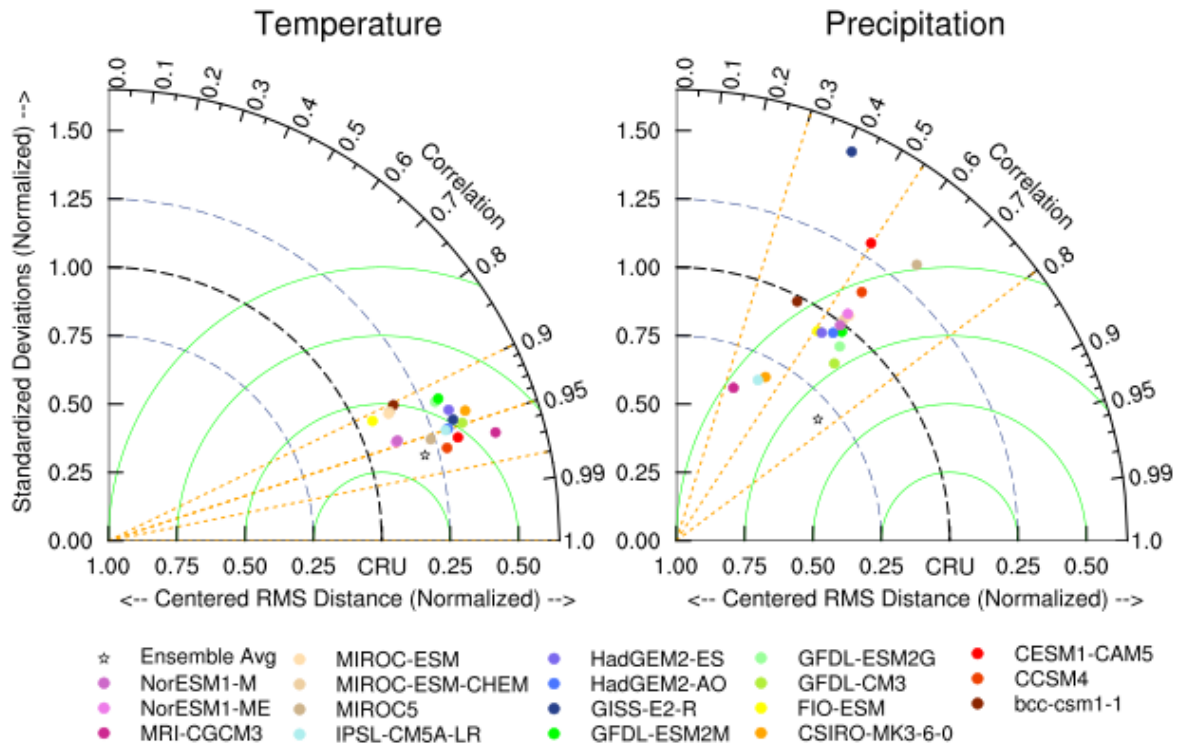 Temperature
Standard Deviations (Normalized) -->
1.50
1.25
1.00
0.75
0.50
0.25
0.00
0.0
0.1
0.2
0.3
0.4
0.5
0.6
0.7
0.8
0.9
0.95
0.99
1.0
Correlation
1.00 0.75 0.50 0.25 CRU 0.25 0.50
<-- Centered RMS Distance (Normalized) -->
Precipitation
1.50
1.25
1.00
0.75
0.50
0.25
0.00
0.0
0.1
0.2
0.3
0.4
0.5
0.6
0.7
0.8
0.9
0.95
0.99
1.0
Correlation
1.00 0.75 0.50 0.25 CRU 0.25 0.50
<-- Centered RMS Distance (Normalized) -->
Ensemble Avg
NorESM1-M
NorESM1-ME
MRI-CGCM3
MIROC-ESM
MIROC-ESM-CHEM
MIROC5
IPSL-CM5A-LR
HadGEM2-ES
HadGEM2-AO
GISS-E2-R
GFDL-ESM2M
GFDL-ESM2G
GFDL-CM3
FIO-ESM
CSIRO-MK3-6-0
CESM1-CAM5
CCSM4
bcc-csm1-1